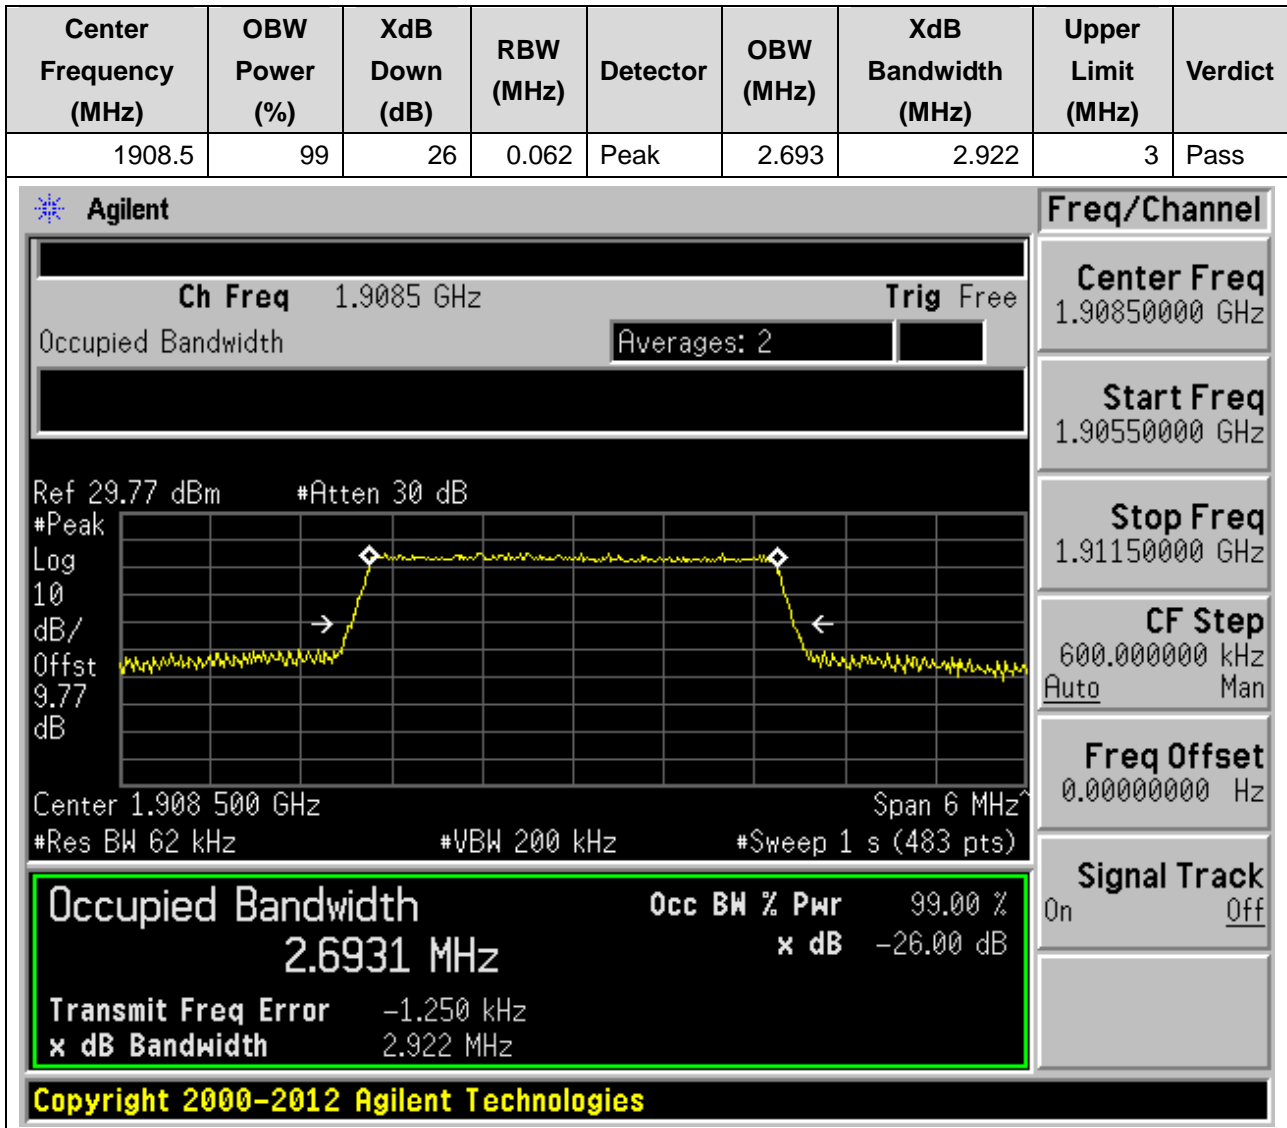 Center Frequency (MHz) OBW Power (%) XdB Down (dB) RBW (MHz) Detector OBW (MHz) XdB Bandwidth (MHz) Upper Limit (MHz) Verdict
1908.5 99 26 0.062 Peak 2.693 2.922 3 Pass
Agilent
Freq/Channel
Ch Freq 1.9085 GHz Trig Free
Occupied Bandwidth Averages: 2
Center Freq
1.90850000 GHz
Start Freq
1.90550000 GHz
Stop Freq
1.91150000 GHz
CF Step
600.000000 kHz
Auto Man
Freq Offset
0.00000000 Hz
Signal Track
On Off
Ref 29.77 dBm #Atten 30 dB
#Peak
Log
10
dB/
Offst
9.77
dB
Center 1.908 500 GHz Span 6 MHz^
#Res BW 62 kHz #VBW 200 kHz #Sweep 1 s (483 pts)
Occupied Bandwidth Occ BW % Pwr 99.00 %
2.6931 MHz x dB -26.00 dB
Transmit Freq Error -1.250 kHz
x dB Bandwidth 2.922 MHz
Copyright 2000-2012 Agilent Technologies